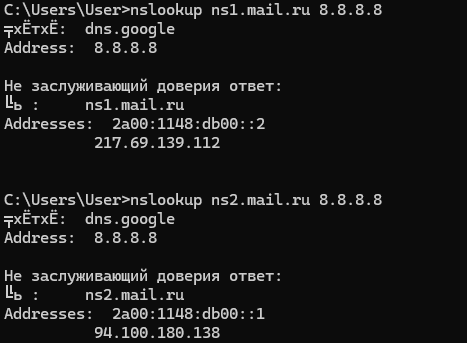 C:\Users\User>nslookup ns1.mail.ru 8.8.8.8
╤хЁтхЁ:  dns.google
Address:  8.8.8.8
Не заслуживающий доверия ответ:
╚ь :     ns1.mail.ru
Addresses:  2a00:1148:db00::2
          217.69.139.112
C:\Users\User>nslookup ns2.mail.ru 8.8.8.8
╤хЁтхЁ:  dns.google
Address:  8.8.8.8
Не заслуживающий доверия ответ:
╚ь :     ns2.mail.ru
Addresses:  2a00:1148:db00::1
          94.100.180.138